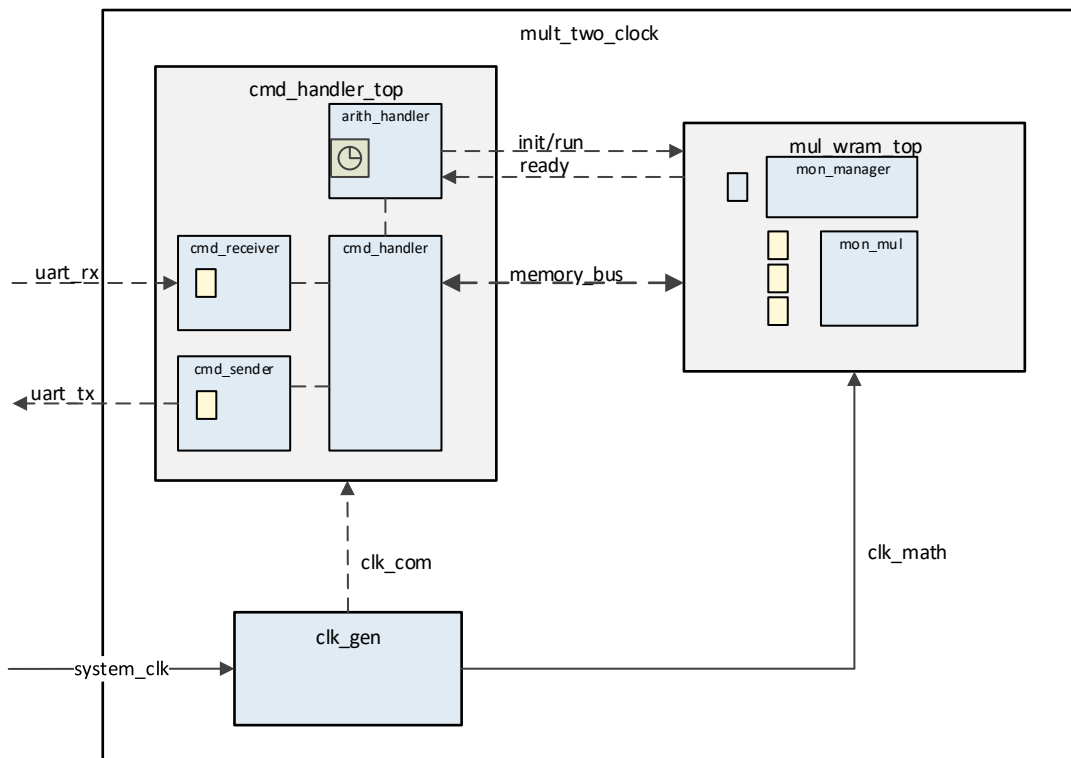 mult_two_clock
cmd_handler_top
arith_handler
init/run
ready
mul_wram_top
mon_manager
cmd_receiver
cmd_handler
mon_mul
uart_rx
memory_bus
cmd_sender
uart_tx
clk_com
clk_math
clk_gen
system_clk